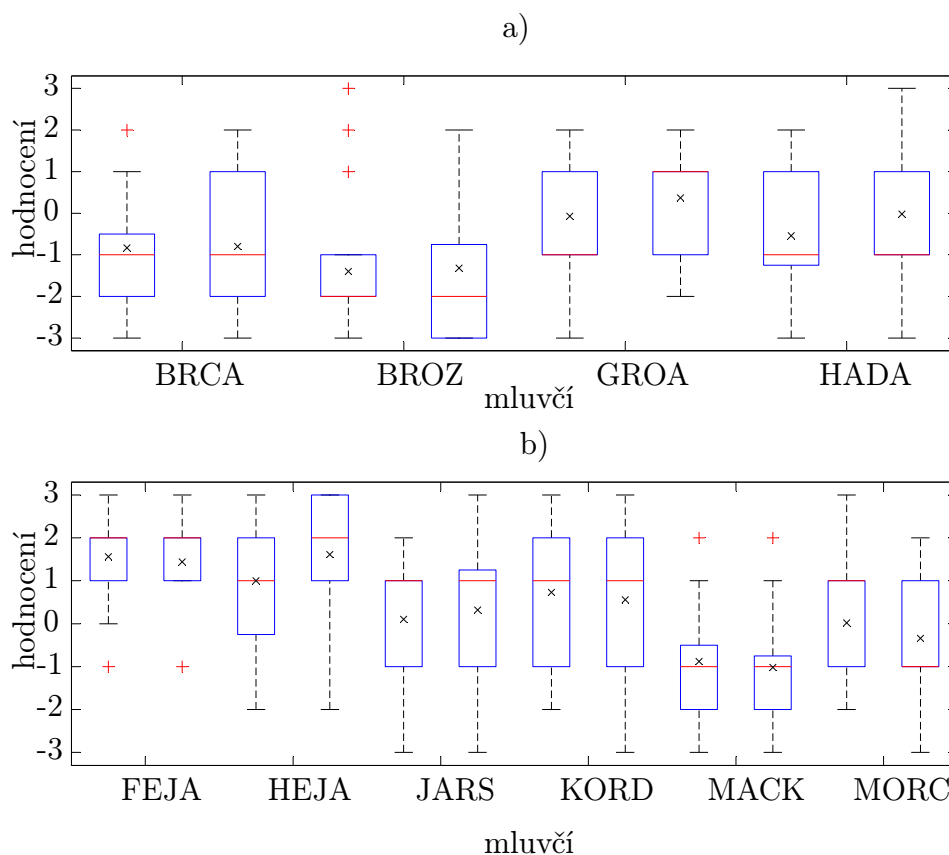 a)
hodnocení
3
2
1
0
-1
-2
-3
BRCA BROZ GROA HADA
mluvčí
b)
hodnocení
3
2
1
0
-1
-2
-3
FEJA HEJA JARS KORD MACK MORC
mluvčí